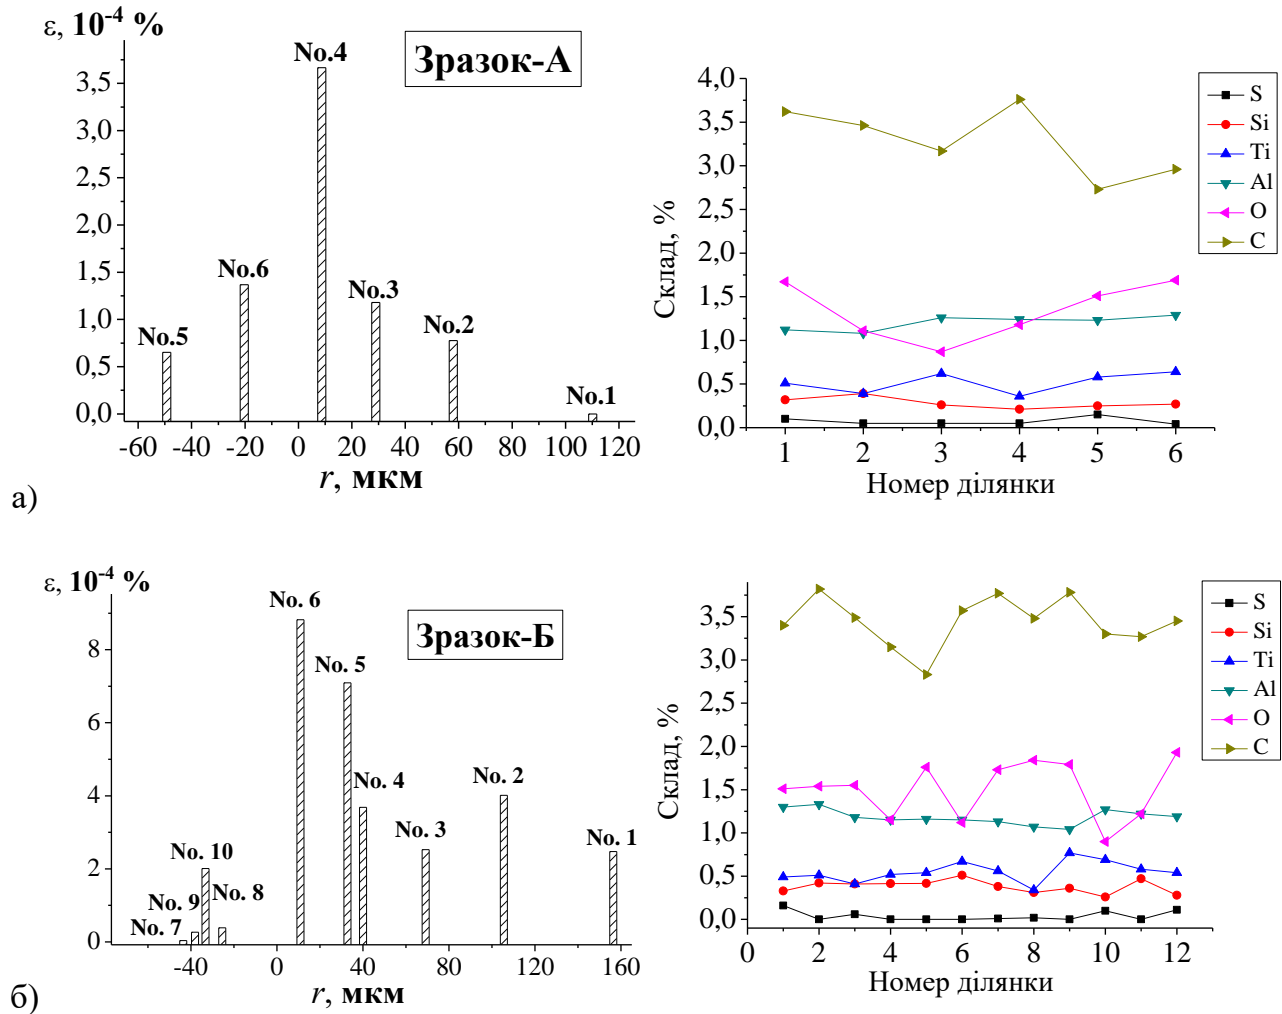 ε, 10⁻⁴ %
Зразок-А
3,5
3,0
2,5
2,0
1,5
1,0
0,5
0,0
No.5
No.6
No.4
No.3
No.2
No.1
-60 -40 -20 0 20 40 60 80 100 120
r, мкм
а)
4,0
3,5
3,0
2,5
2,0
1,5
1,0
0,5
0,0
Склад, %
1 2 3 4 5 6
Номер ділянки
S
Si
Ti
Al
O
C
ε, 10⁻⁴ %
Зразок-Б
8
6
4
2
0
No. 7
No. 9
No. 10
No. 8
No. 6
No. 5
No. 4
No. 3
No. 2
No. 1
-40 0 40 80 120 160
r, мкм
б)
3,5
3,0
2,5
2,0
1,5
1,0
0,5
0,0
Склад, %
0 2 4 6 8 10 12
Номер ділянки
S
Si
Ti
Al
O
C